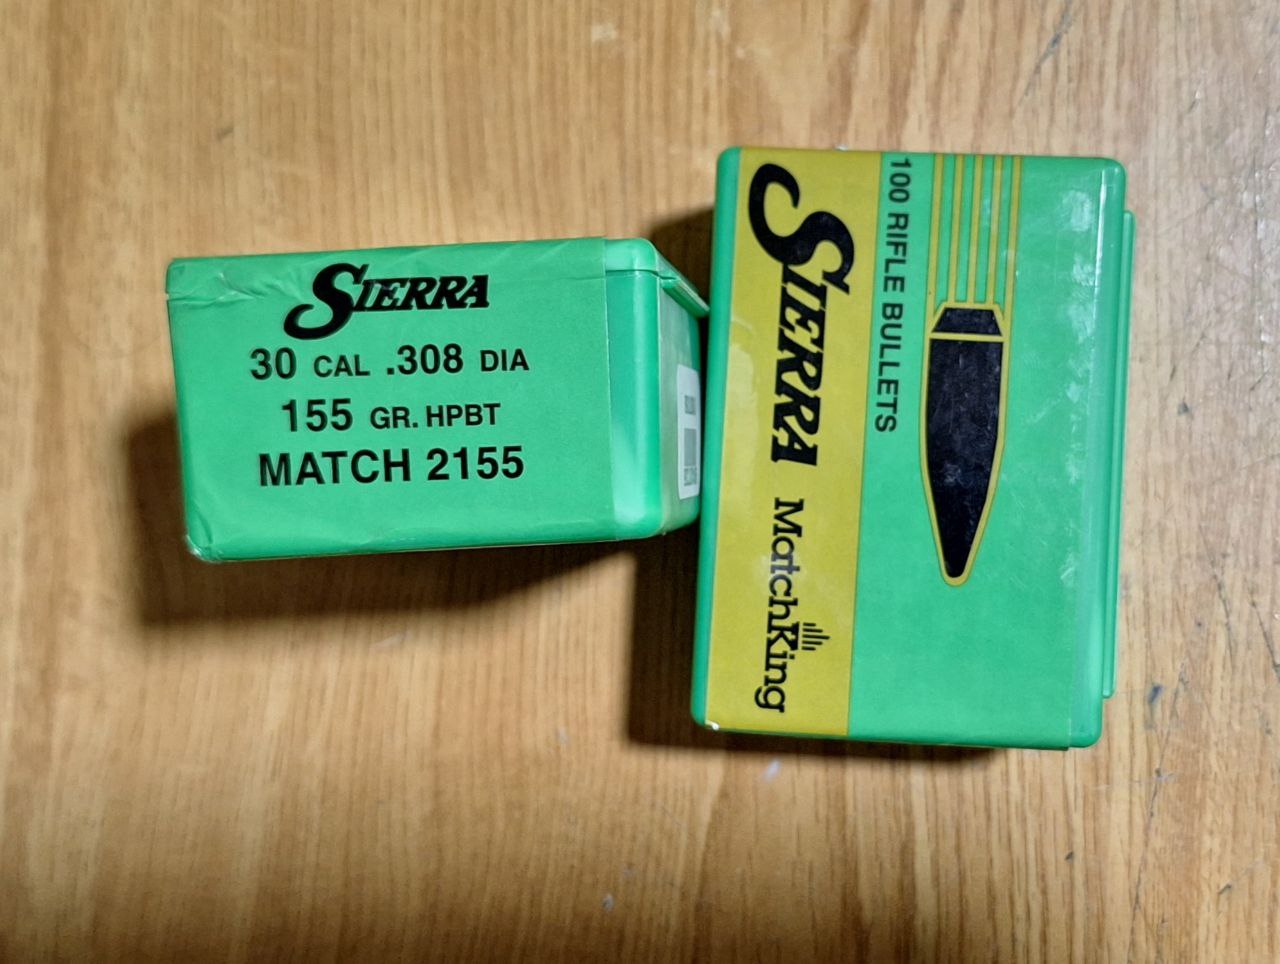 SIERRA
30 CAL .308 DIA
155 GR. HPBT
MATCH 2155
SIERRA MatchKing
100 RIFLE BULLETS